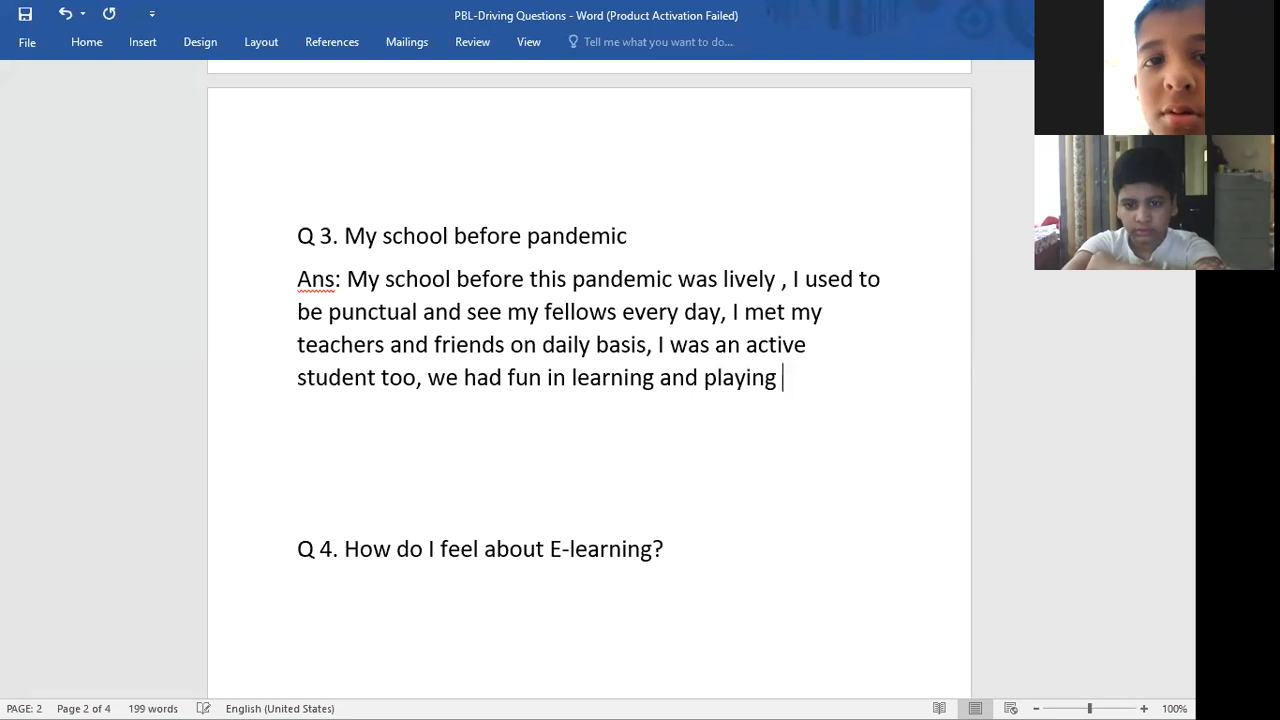 PBL-Driving Questions - Word (Product Activation Failed)
File Home Insert Design Layout References Mailings Review View Tell me what you want to do...
Q 3. My school before pandemic
Ans: My school before this pandemic was lively , I used to
be punctual and see my fellows every day, I met my
teachers and friends on daily basis, I was an active
student too, we had fun in learning and playing
Q 4. How do I feel about E-learning?
PAGE: 2 Page 2 of 4 199 words English (United States) 100%